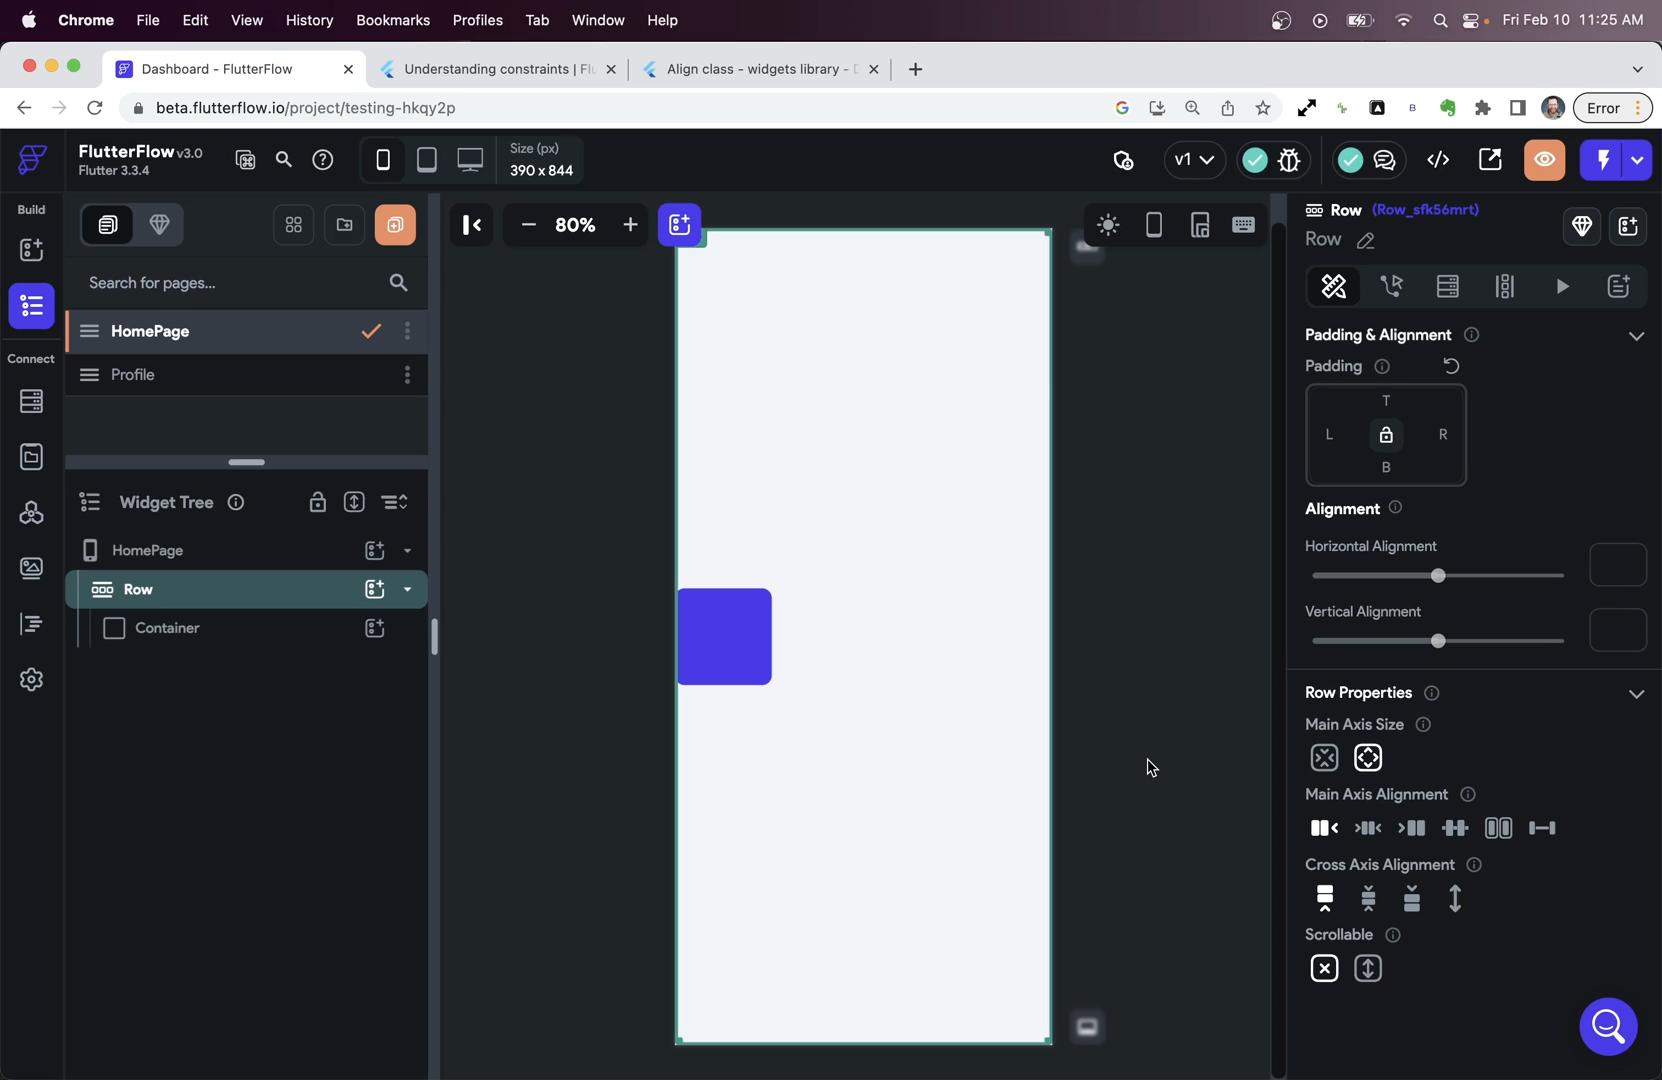 Chrome File Edit View History Bookmarks Profiles Tab Window Help Fri Feb 10 11:25 AM
Dashboard - FlutterFlow Understanding constraints | Flu Align class - widgets library - D
beta.flutterflow.io/project/testing-hkqy2p Error
FlutterFlow v3.0
Flutter 3.3.4
Size (px)
390 x 844
v1
Build
80%
Row (Row_sfk56mrt)
Row
Search for pages...
HomePage
Connect
Profile
Padding & Alignment
Padding
T
L R
B
Widget Tree
Alignment
HomePage
Horizontal Alignment
Row
Vertical Alignment
Container
Row Properties
Main Axis Size
Main Axis Alignment
Cross Axis Alignment
Scrollable